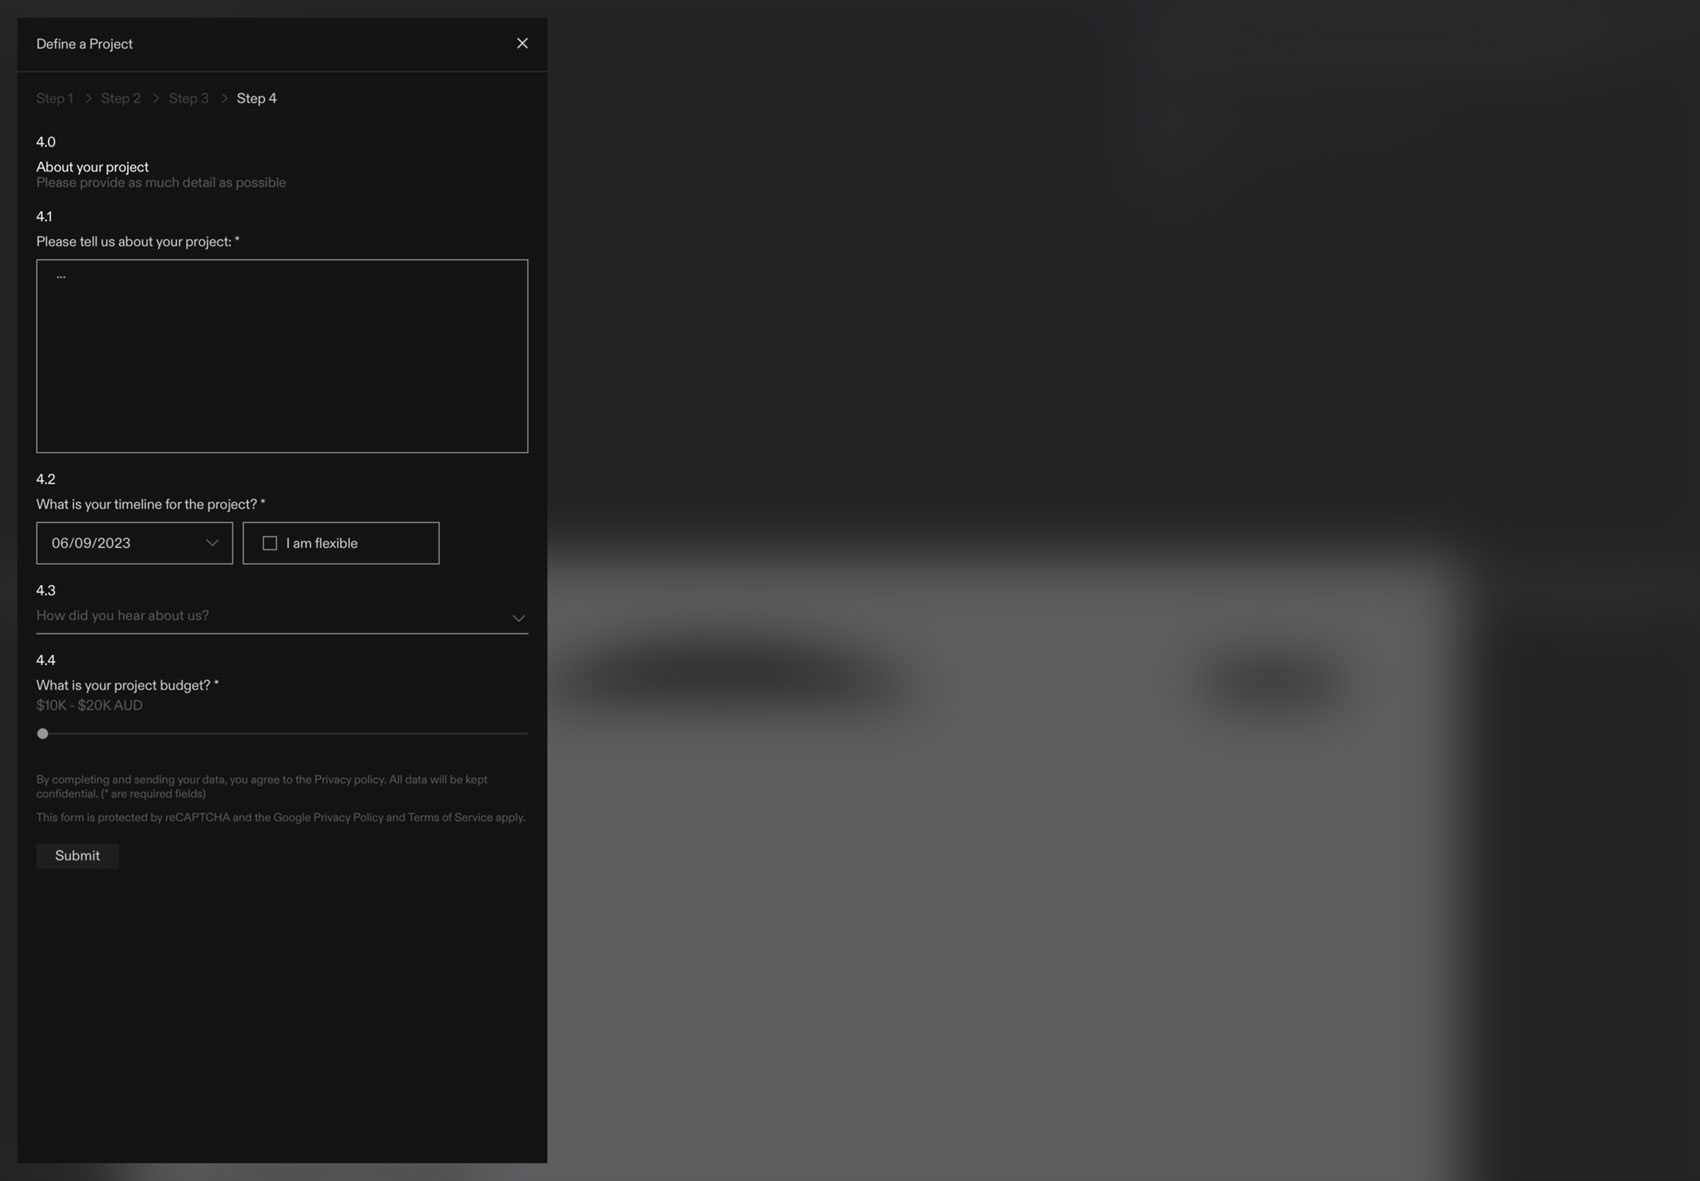 Define a Project
Step 1 > Step 2 > Step 3 > Step 4
4.0
About your project
Please provide as much detail as possible
4.1
Please tell us about your project: *
...
4.2
What is your timeline for the project? *
06/09/2023
I am flexible
4.3
How did you hear about us?
4.4
What is your project budget? *
$10K - $20K AUD
By completing and sending your data, you agree to the Privacy policy. All data will be kept
confidential. (* are required fields)
This form is protected by reCAPTCHA and the Google Privacy Policy and Terms of Service apply.
Submit